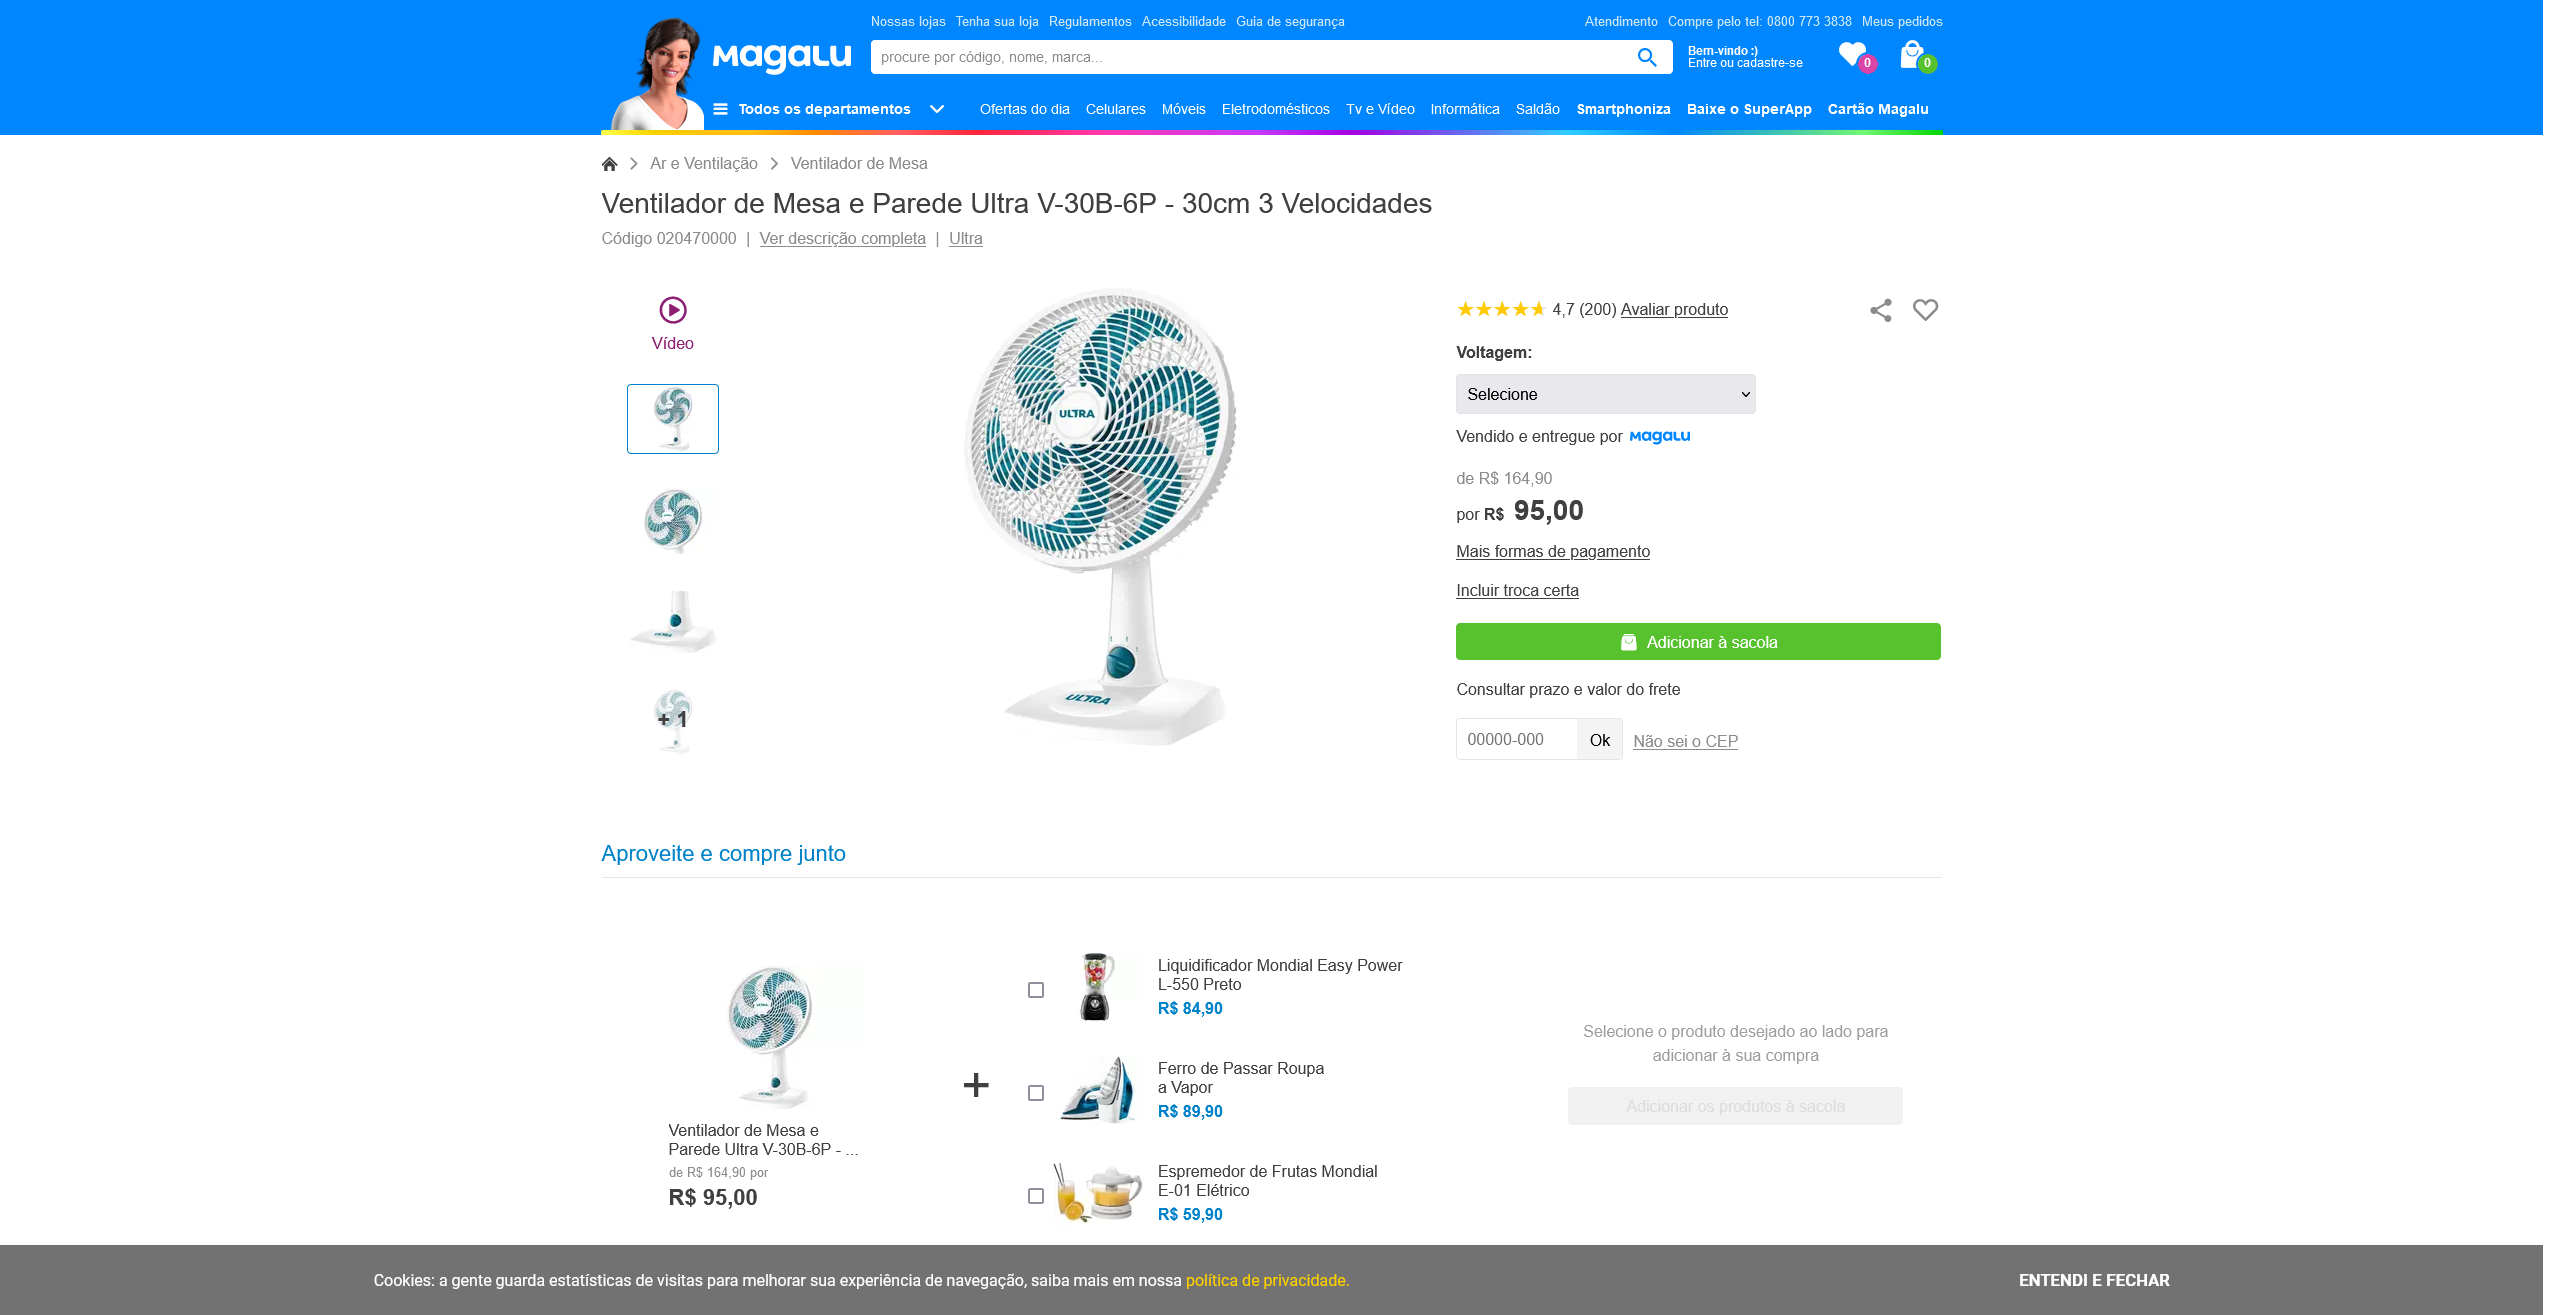 Nossas lojas Tenha sua loja Regulamentos Acessibilidade Guia de segurança Atendimento Compre pelo tel: 0800 773 3838 Meus pedidos
Magalu
procure por código, nome, marca...
Bem-vindo :)
Entre ou cadastre-se
0
0
Todos os departamentos Ofertas do dia Celulares Móveis Eletrodomésticos Tv e Vídeo Informática Saldão Smartphoniza Baixe o SuperApp Cartão Magalu
Ar e Ventilação Ventilador de Mesa
Ventilador de Mesa e Parede Ultra V-30B-6P - 30cm 3 Velocidades
Código 020470000 | Ver descrição completa | Ultra
Vídeo
+ 1
ULTRA
ULTRA
4,7 (200) Avaliar produto
Voltagem:
Selecione
Vendido e entregue por Magalu
de R$ 164,90
por R$ 95,00
Mais formas de pagamento
Incluir troca certa
Adicionar à sacola
Consultar prazo e valor do frete
00000-000 Ok Não sei o CEP
Aproveite e compre junto
ULTRA
ULTRA
Ventilador de Mesa e
Parede Ultra V-30B-6P - ...
de R$ 164,90 por
R$ 95,00
+
Liquidificador Mondial Easy Power
L-550 Preto
R$ 84,90
Ferro de Passar Roupa
a Vapor
R$ 89,90
Espremedor de Frutas Mondial
E-01 Elétrico
R$ 59,90
Selecione o produto desejado ao lado para
adicionar à sua compra
Adicionar os produtos à sacola
Cookies: a gente guarda estatísticas de visitas para melhorar sua experiência de navegação, saiba mais em nossa política de privacidade.
ENTENDI E FECHAR